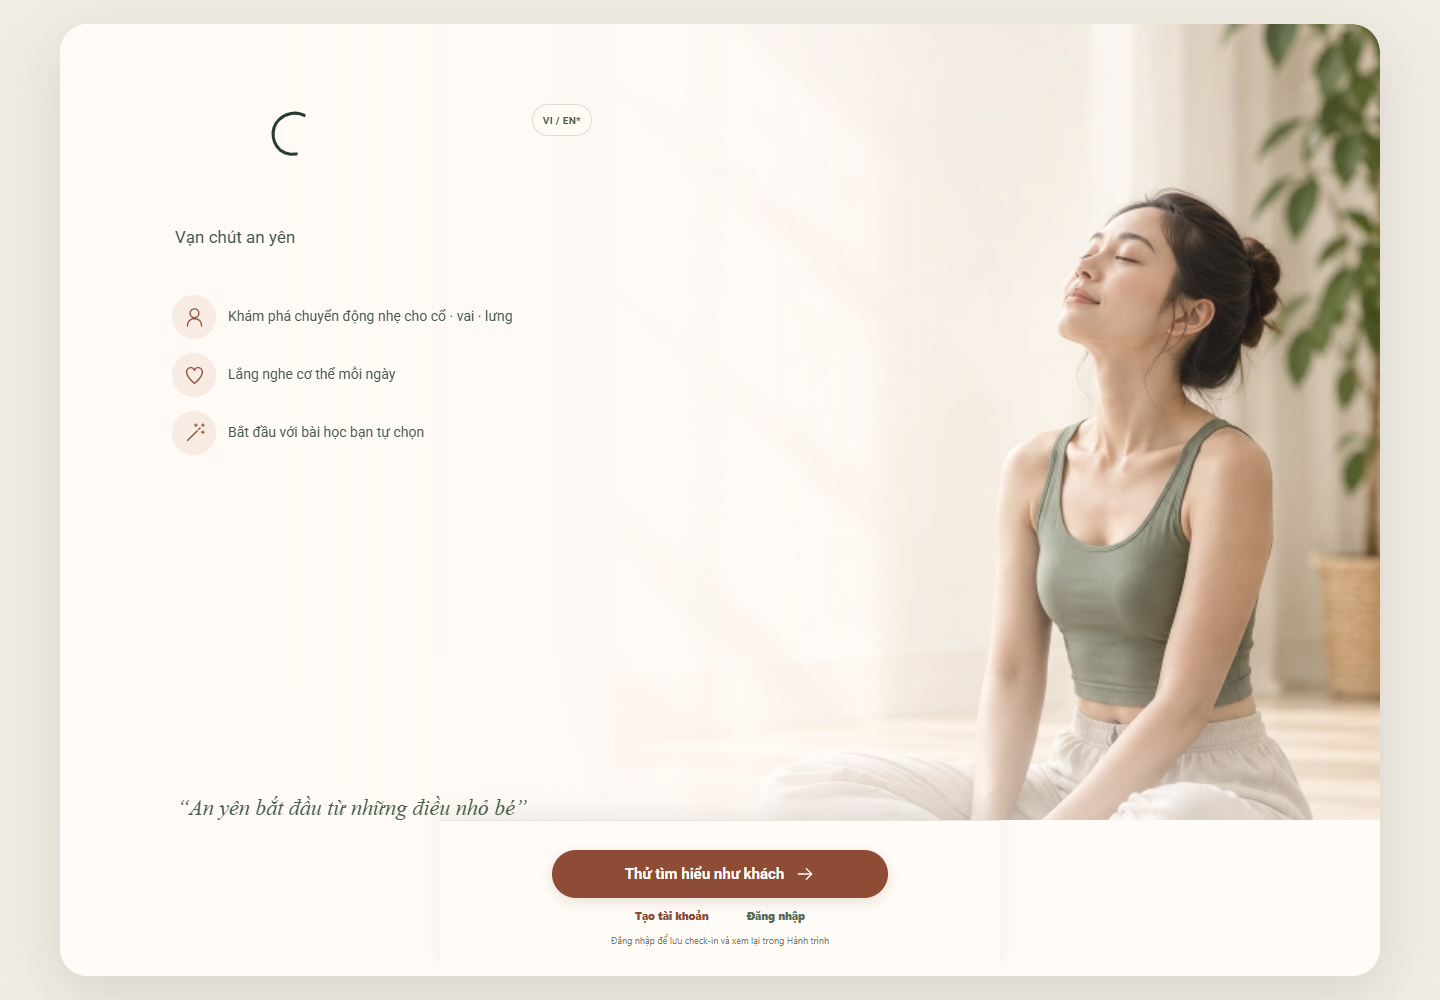 VI / EN*
Vạn chút an yên
Khám phá chuyển động nhẹ cho cổ · vai · lưng
Lắng nghe cơ thể mỗi ngày
Bắt đầu với bài học bạn tự chọn
“An yên bắt đầu từ những điều nhỏ bé”
Thử tìm hiểu như khách →
Tạo tài khoản Đăng nhập
Đăng nhập để lưu check-in và xem lại trong Hành trình